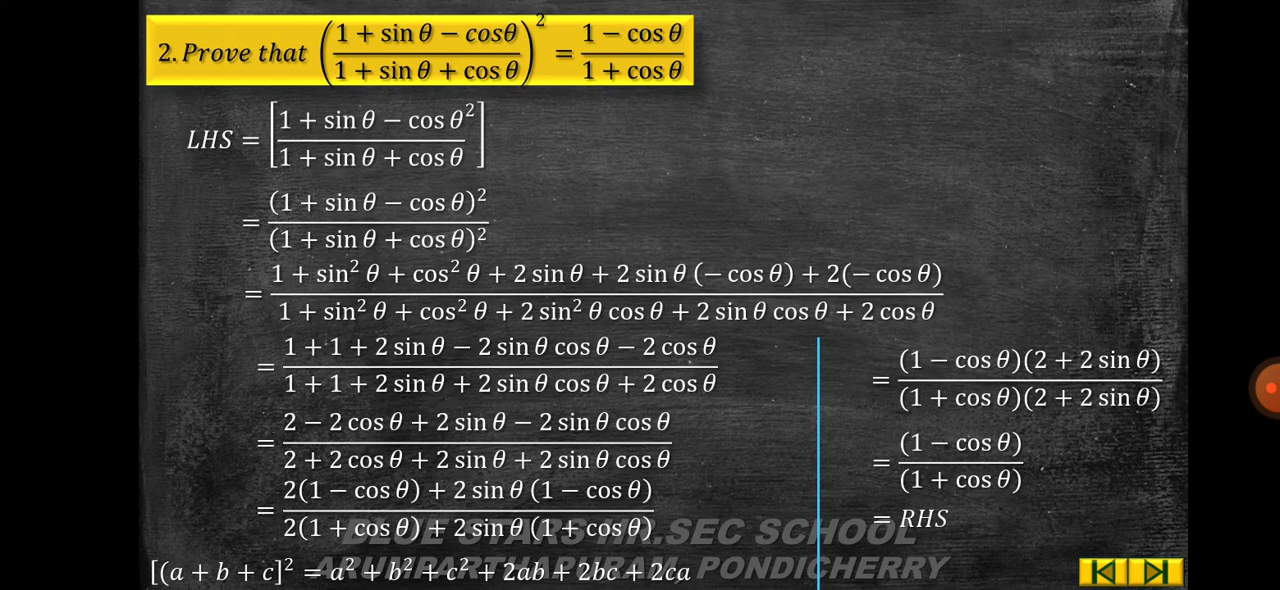 2. Prove that ((1 + sin θ − cosθ)/(1 + sin θ + cos θ))² = (1 − cos θ)/(1 + cos θ)
LHS = [(1 + sin θ − cos θ²)/(1 + sin θ + cos θ)]
= (1 + sin θ − cos θ)²/(1 + sin θ + cos θ)²
= (1 + sin² θ + cos² θ + 2 sin θ + 2 sin θ (− cos θ) + 2(− cos θ))/(1 + sin² θ + cos² θ + 2 sin² θ cos θ + 2 sin θ cos θ + 2 cos θ)
= (1 + 1 + 2 sin θ − 2 sin θ cos θ − 2 cos θ)/(1 + 1 + 2 sin θ + 2 sin θ cos θ + 2 cos θ)
= (2 − 2 cos θ + 2 sin θ − 2 sin θ cos θ)/(2 + 2 cos θ + 2 sin θ + 2 sin θ cos θ)
= (2(1 − cos θ) + 2 sin θ (1 − cos θ))/(2(1 + cos θ) + 2 sin θ (1 + cos θ))
[(a + b + c]² = a² + b² + c² + 2ab + 2bc + 2ca
= (1 − cos θ)(2 + 2 sin θ)/(1 + cos θ)(2 + 2 sin θ)
= (1 − cos θ)/(1 + cos θ)
= RHS
SCHOOL
PONDICHERRY